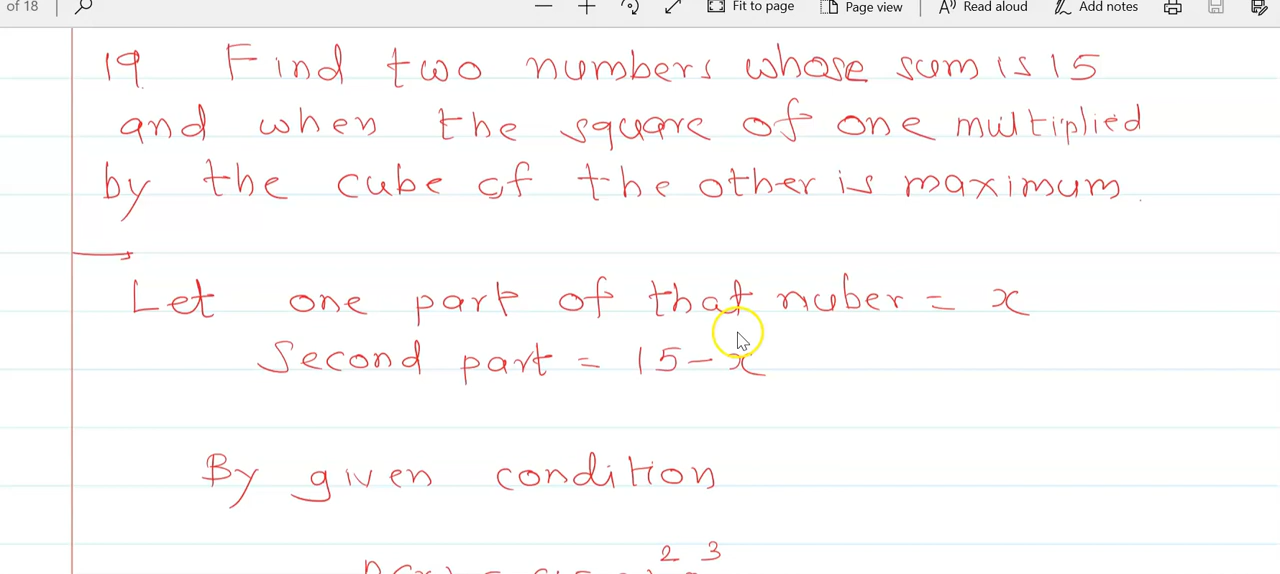 of 18 Fit to page Page view Read aloud Add notes
19 Find two numbers whose sum is 15
and when the square of one multiplied
by the cube of the other is maximum.
Let one part of that nuber = x
Second part = 15 - x
By given condition
2 3